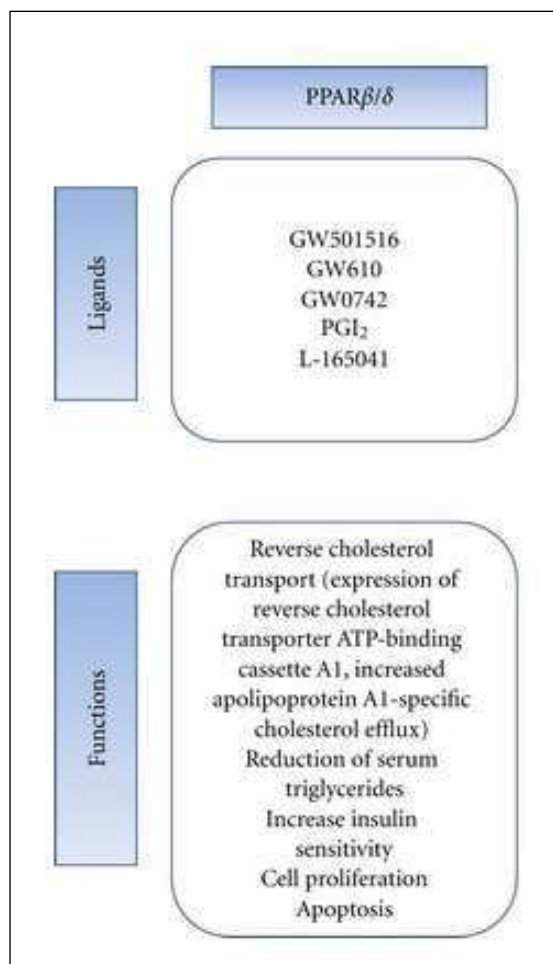 PPARβ/δ
Ligands
GW501516
GW610
GW0742
PGI₂
L-165041
Functions
Reverse cholesterol
transport (expression of
reverse cholesterol
transporter ATP-binding
cassette A1, increased
apolipoprotein A1-specific
cholesterol efflux)
Reduction of serum
triglycerides
Increase insulin
sensitivity
Cell proliferation
Apoptosis